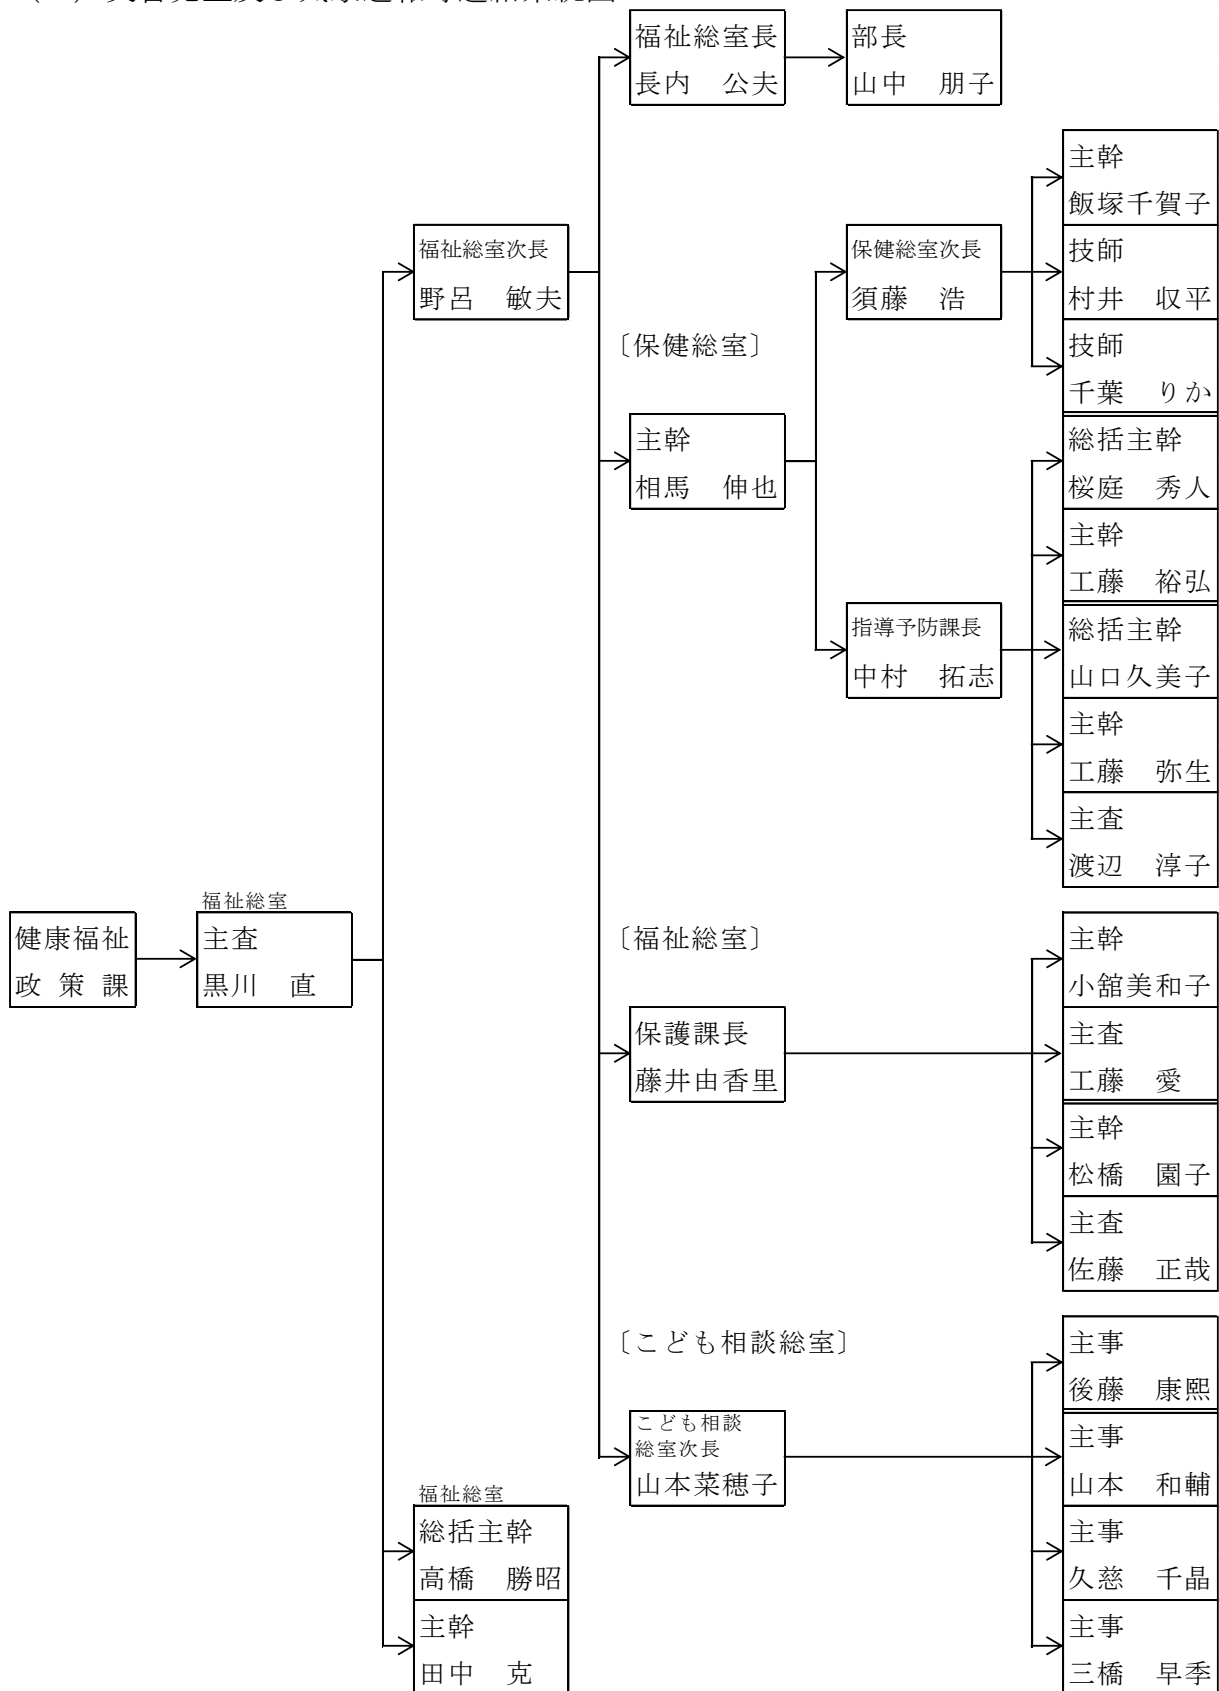 福祉総室長
長内　公夫
部長
山中　朋子
主幹
飯塚千賀子
福祉総室次長
野呂　敏夫
保健総室次長
須藤　浩
技師
村井　収平
〔保健総室〕
技師
千葉　りか
主幹
相馬　伸也
総括主幹
桜庭　秀人
主幹
工藤　裕弘
指導予防課長
中村　拓志
総括主幹
山口久美子
主幹
工藤　弥生
主査
渡辺　淳子
健康福祉
政策課
福祉総室
主査
黒川　直
〔福祉総室〕
主幹
小舘美和子
保護課長
藤井由香里
主査
工藤　愛
主幹
松橋　園子
主査
佐藤　正哉
〔こども相談総室〕
主事
後藤　康熙
こども相談
総室次長
山本菜穂子
主事
山本　和輔
福祉総室
総括主幹
高橋　勝昭
主事
久慈　千晶
主幹
田中　克
主事
三橋　早季